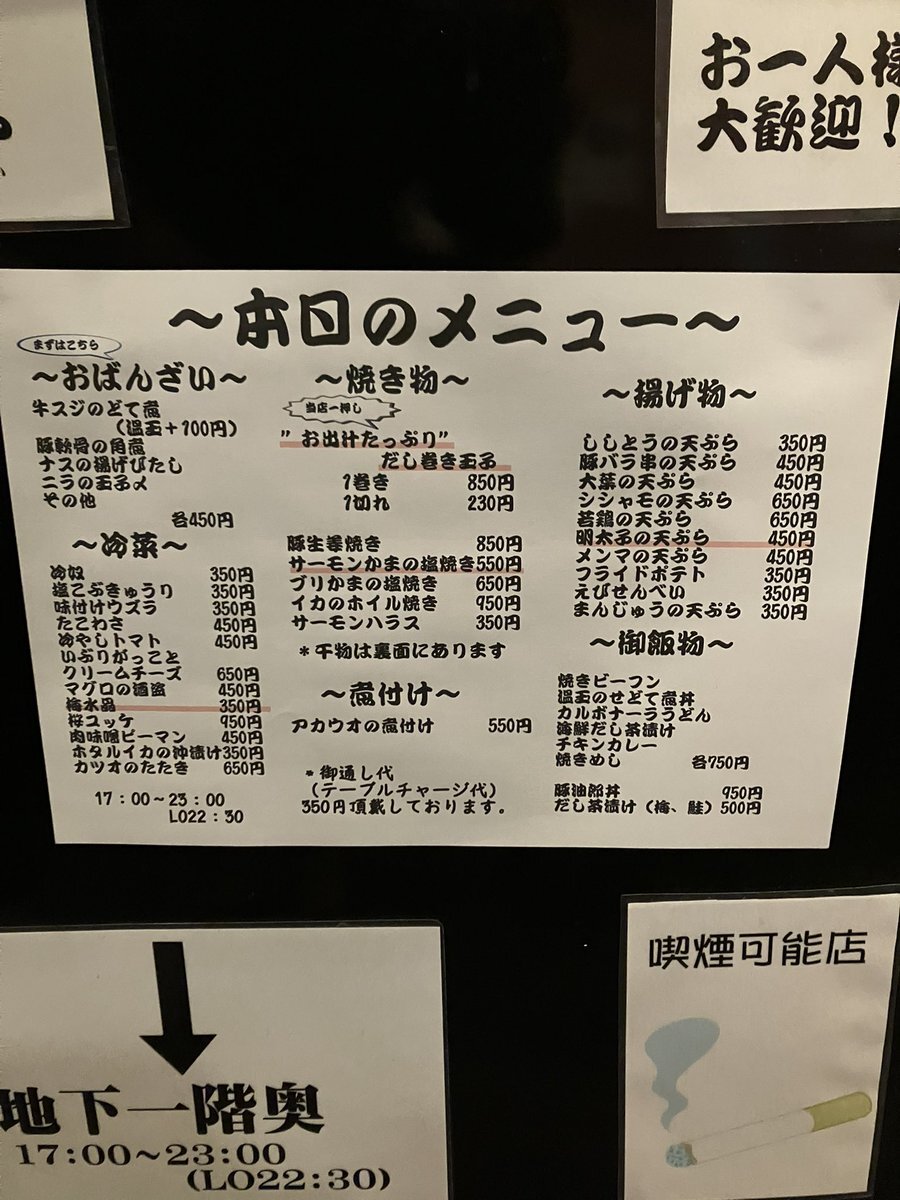 お一人様
大歓迎！
～本日のメニュー～
まずはこちら
～おばんざい～
牛スジのどて煮
（温玉＋100円）
豚軟骨の角煮
ナスの揚げびたし
ニラの玉子〆
その他
各450円
～冷菜～
冷奴 350円
塩こぶきゅうり 350円
味付けウズラ 350円
たこわさ 450円
冷やしトマト 450円
いぶりがっこと
クリームチーズ 650円
マグロの酒盗 450円
梅水晶 350円
桜ユッケ 950円
肉味噌ピーマン 450円
ホタルイカの沖漬け350円
カツオのたたき 650円
17：00～23：00
LO22：30
～焼き物～
当店一押し
”お出汁たっぷり”
だし巻き玉子
1巻き 850円
1切れ 230円
豚生姜焼き 850円
サーモンかまの塩焼き550円
ブリかまの塩焼き 650円
イカのホイル焼き 950円
サーモンハラス 350円
＊干物は裏面にあります
～煮付け～
アカウオの煮付け 550円
＊御通し代
（テーブルチャージ代）
350円頂戴しております。
～揚げ物～
ししとうの天ぷら 350円
豚バラ串の天ぷら 450円
大葉の天ぷら 450円
シシャモの天ぷら 650円
若鶏の天ぷら 650円
明太子の天ぷら 450円
メンマの天ぷら 450円
フライドポテト 350円
えびせんべい 350円
まんじゅうの天ぷら 350円
～御飯物～
焼きビーフン
温玉のせどて煮丼
カルボナーラうどん
海鮮だし茶漬け
チキンカレー
焼きめし 各750円
豚油郎丼 950円
だし茶漬け（梅、鮭）500円
地下一階奥
17:00～23:00
(LO22:30)
喫煙可能店